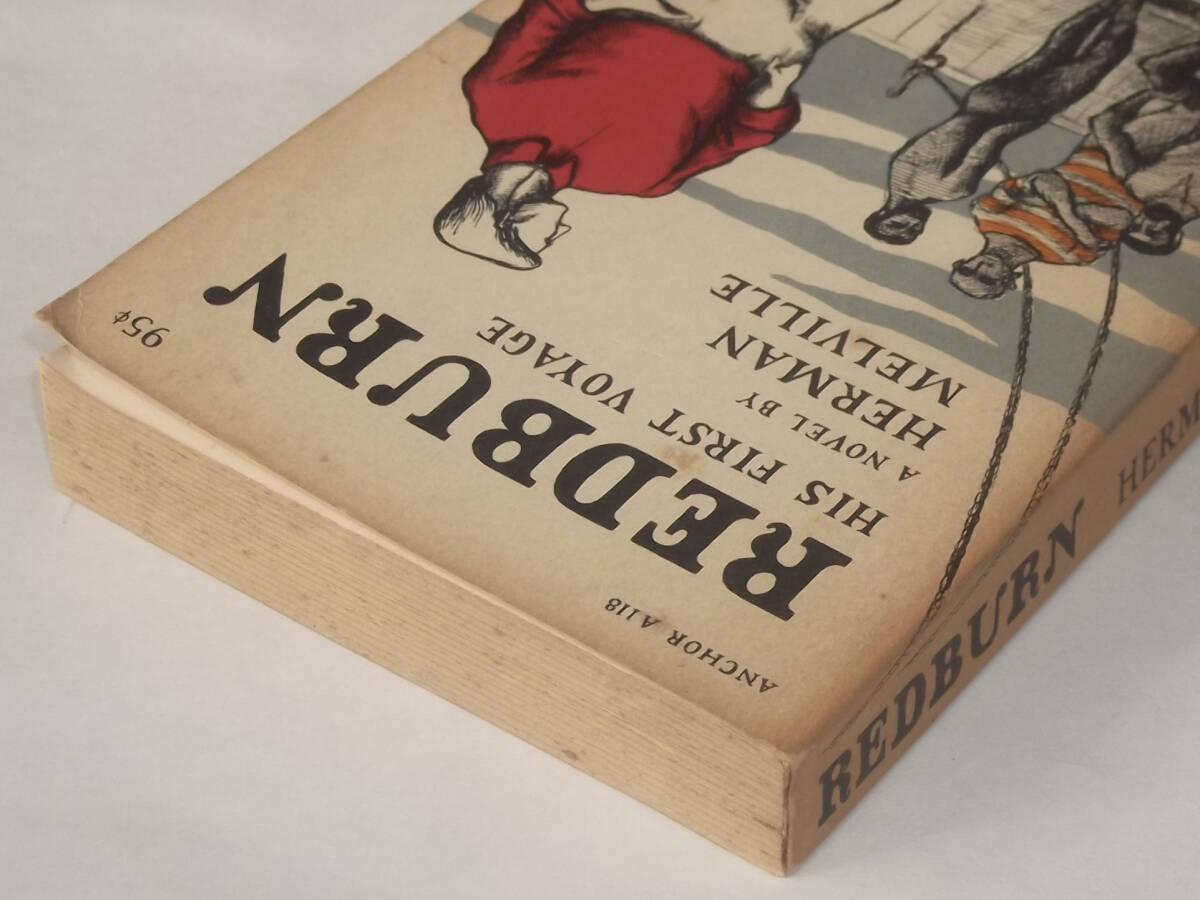 ANCHOR A118
95¢
REDBURN
HIS FIRST VOYAGE
A NOVEL BY
HERMAN
MELVILLE
REDBURN HERM